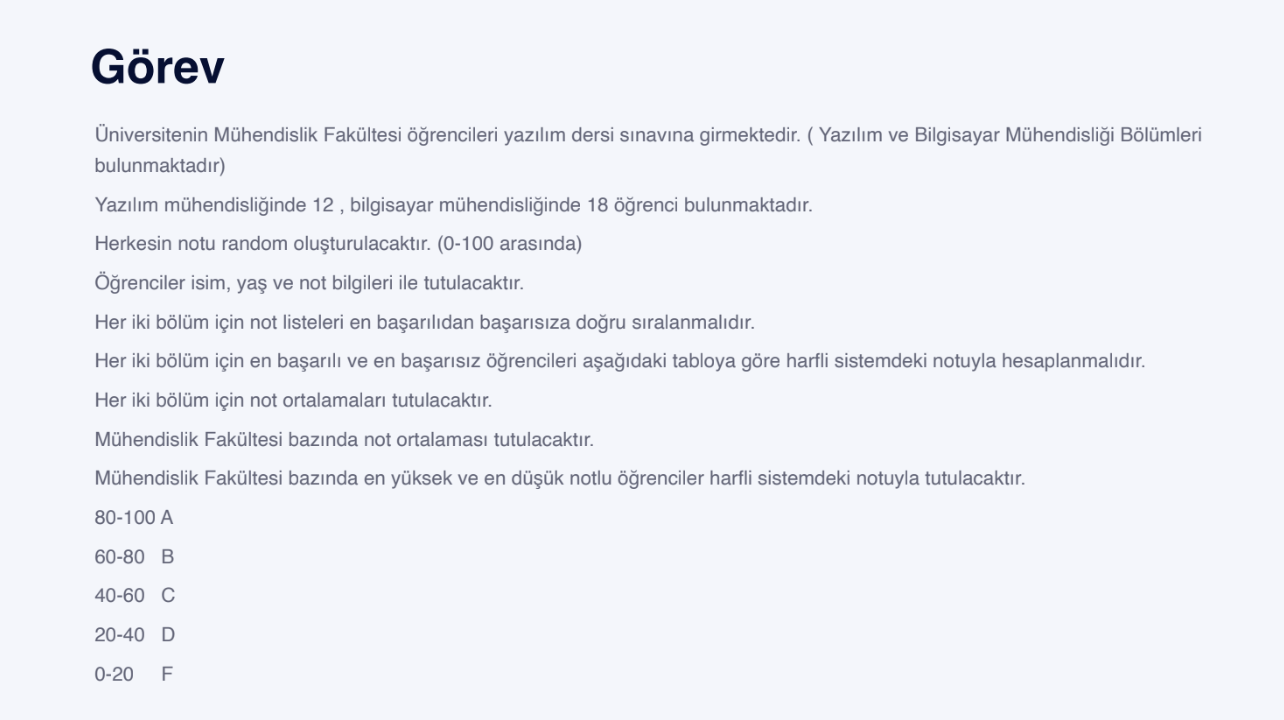 Görev
Üniversitenin Mühendislik Fakültesi öğrencileri yazılım dersi sınavına girmektedir. ( Yazılım ve Bilgisayar Mühendisliği Bölümleri
bulunmaktadır)
Yazılım mühendisliğinde 12 , bilgisayar mühendisliğinde 18 öğrenci bulunmaktadır.
Herkesin notu random oluşturulacaktır. (0-100 arasında)
Öğrenciler isim, yaş ve not bilgileri ile tutulacaktır.
Her iki bölüm için not listeleri en başarılıdan başarısıza doğru sıralanmalıdır.
Her iki bölüm için en başarılı ve en başarısız öğrencileri aşağıdaki tabloya göre harfli sistemdeki notuyla hesaplanmalıdır.
Her iki bölüm için not ortalamaları tutulacaktır.
Mühendislik Fakültesi bazında not ortalaması tutulacaktır.
Mühendislik Fakültesi bazında en yüksek ve en düşük notlu öğrenciler harfli sistemdeki notuyla tutulacaktır.
80-100 A
60-80 B
40-60 C
20-40 D
0-20 F